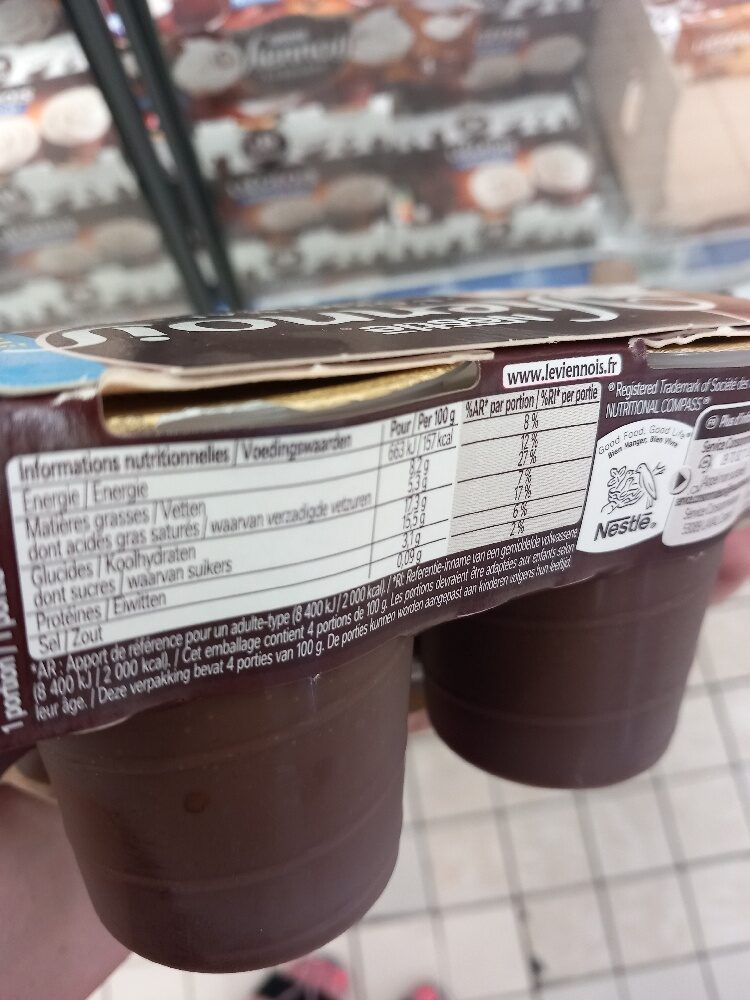 www.leviennois.fr
Informations nutritionnelles / Voedingswaarden Pour / Per 100 g %AR* par portion / %RI* per portie
Energie / Energie 663 kJ / 157 kcal 8 %
Matières grasses / Vetten 8,2 g 12 %
dont acides gras saturés / waarvan verzadigde vetzuren 5,3 g 27 %
Glucides / Koolhydraten 17,3 g 7 %
dont sucres / waarvan suikers 15,5 g 17 %
Protéines / Eiwitten 3,1 g 6 %
Sel / Zout 0,09 g 2 %
*AR : Apport de référence pour un adulte-type (8 400 kJ / 2 000 kcal). / *RI: Referentie-inname van een gemiddelde volwassene
(8 400 kJ / 2 000 kcal). / Cet emballage contient 4 portions de 100 g. Les portions devraient être adaptées aux enfants selon
leur âge. / Deze verpakking bevat 4 porties van 100 g. De porties kunnen worden aangepast aan kinderen volgens hun leeftijd.
1 portion / 1
® Registered Trademark of Société des
NUTRITIONAL COMPASS®
Good Food, Good Life
Bien Manger, Bien Vivre
Nestlé®